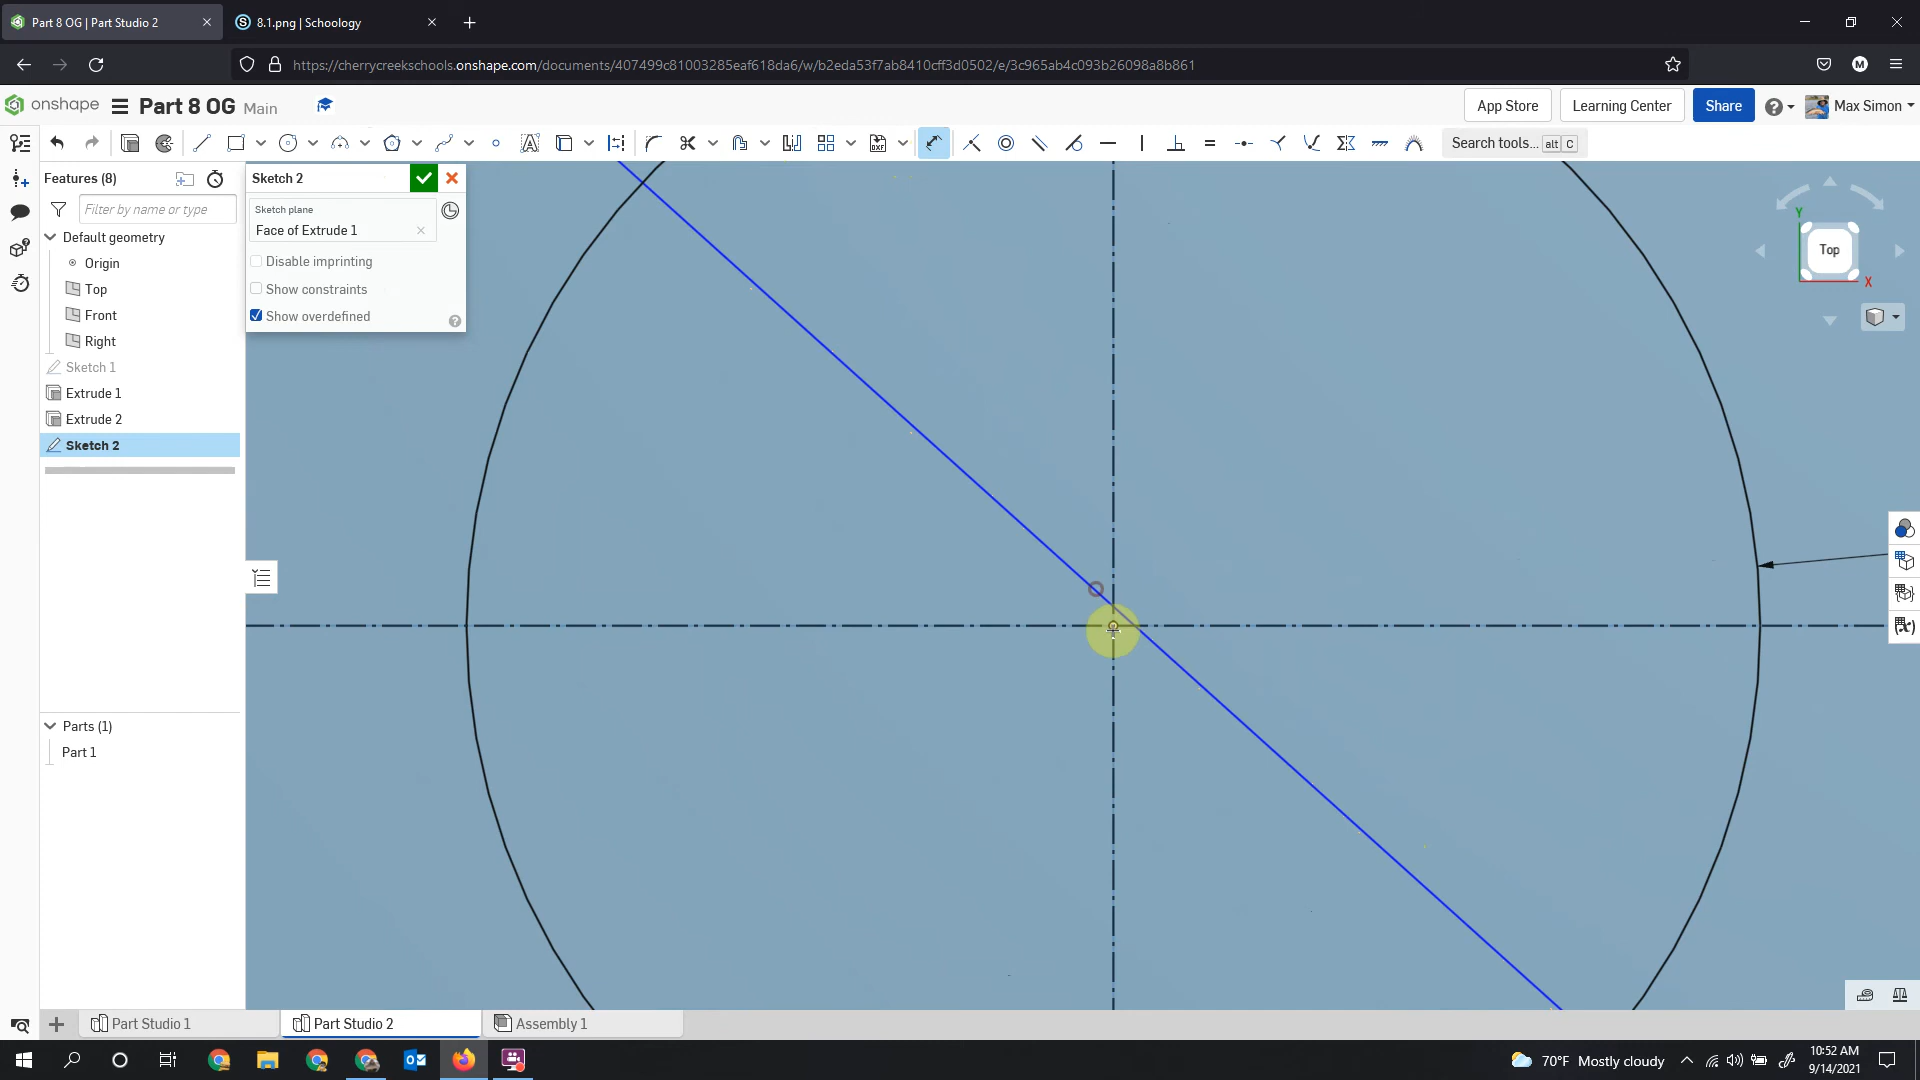 Part 8 OG | Part Studio 2
8.1.png | Schoology
https://cherrycreekschools.onshape.com/documents/407499c81003285eaf618da6/w/b2eda53f7ab8410cff3d0502/e/3c965ab4c093b26098a8b861
onshape
Part 8 OG Main
App Store
Learning Center
Share
Max Simon
DXF
Search tools... alt C
Features (8)
Filter by name or type
Default geometry
Origin
Top
Front
Right
Sketch 1
Extrude 1
Extrude 2
Sketch 2
Sketch 2
Sketch plane
Face of Extrude 1
Disable imprinting
Show constraints
Show overdefined
Y
Top
X
Parts (1)
Part 1
Part Studio 1
Part Studio 2
Assembly 1
70°F Mostly cloudy
10:52 AM
9/14/2021